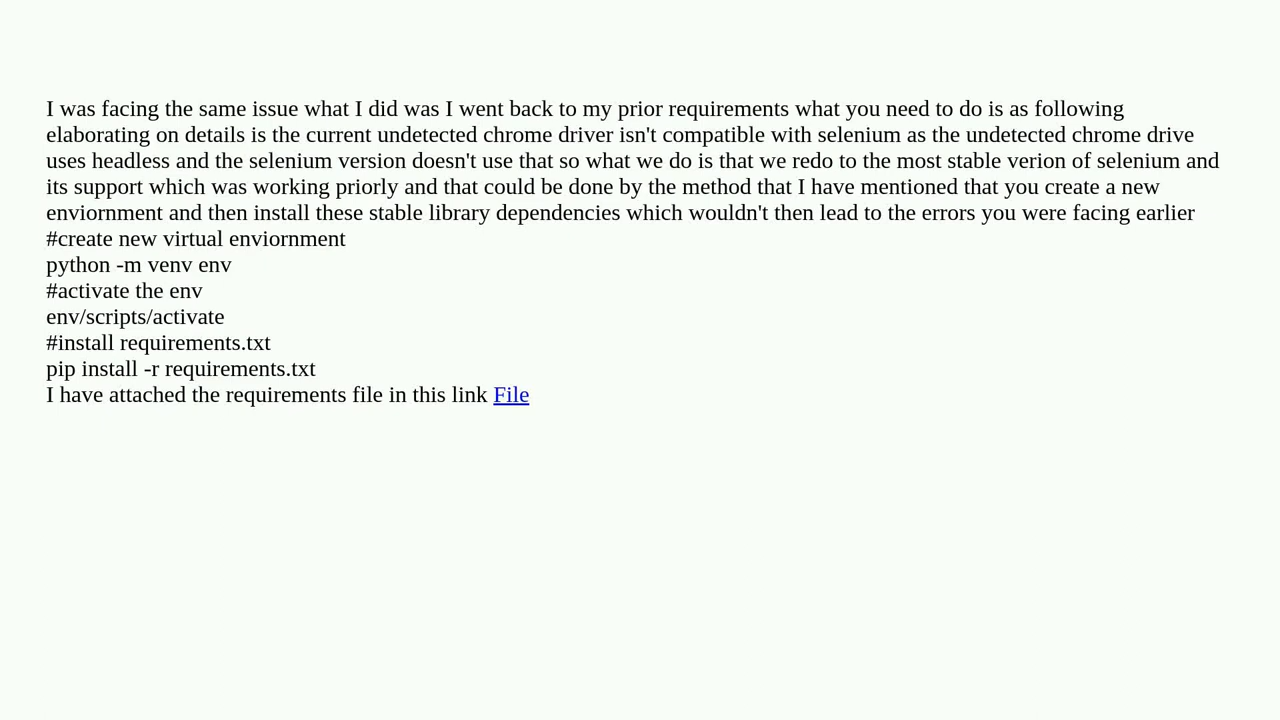 I was facing the same issue what I did was I went back to my prior requirements what you need to do is as following
elaborating on details is the current undetected chrome driver isn't compatible with selenium as the undetected chrome drive
uses headless and the selenium version doesn't use that so what we do is that we redo to the most stable verion of selenium and
its support which was working priorly and that could be done by the method that I have mentioned that you create a new
enviornment and then install these stable library dependencies which wouldn't then lead to the errors you were facing earlier
#create new virtual enviornment
python -m venv env
#activate the env
env/scripts/activate
#install requirements.txt
pip install -r requirements.txt
I have attached the requirements file in this link File